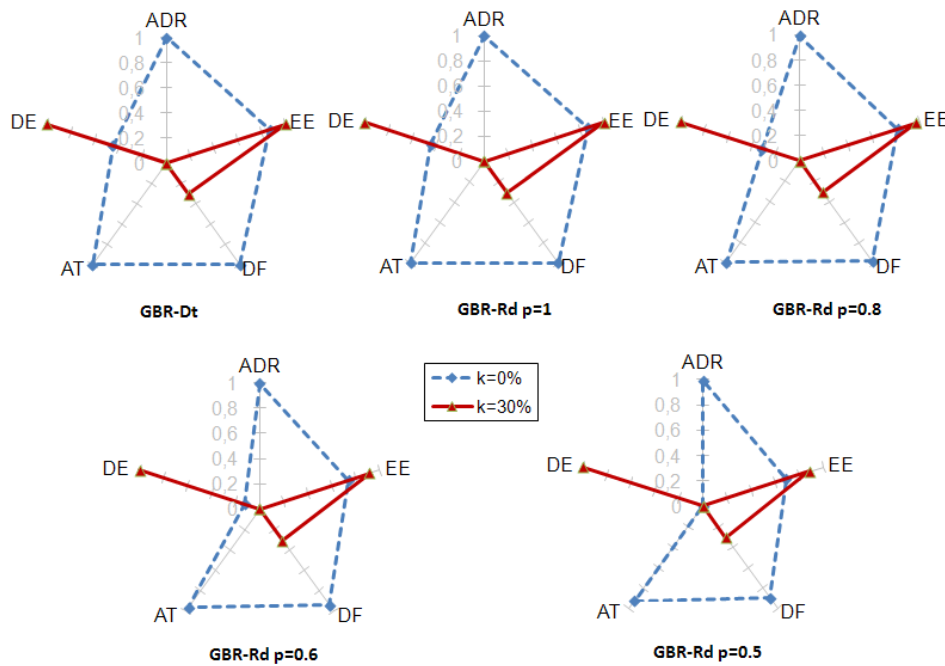 ADR
1
0,8
0,6
0,4
0,2
0
DE
EE
AT
DF
GBR-Dt
ADR
1
0,8
0,6
0,4
0,2
0
DE
EE
AT
DF
GBR-Rd p=1
ADR
1
0,8
0,6
0,4
0,2
0
DE
EE
AT
DF
GBR-Rd p=0.8
ADR
1
0,8
0,6
0,4
0,2
0
DE
EE
AT
DF
GBR-Rd p=0.6
k=0%
k=30%
ADR
1
0,8
0,6
0,4
0,2
0
DE
EE
AT
DF
GBR-Rd p=0.5